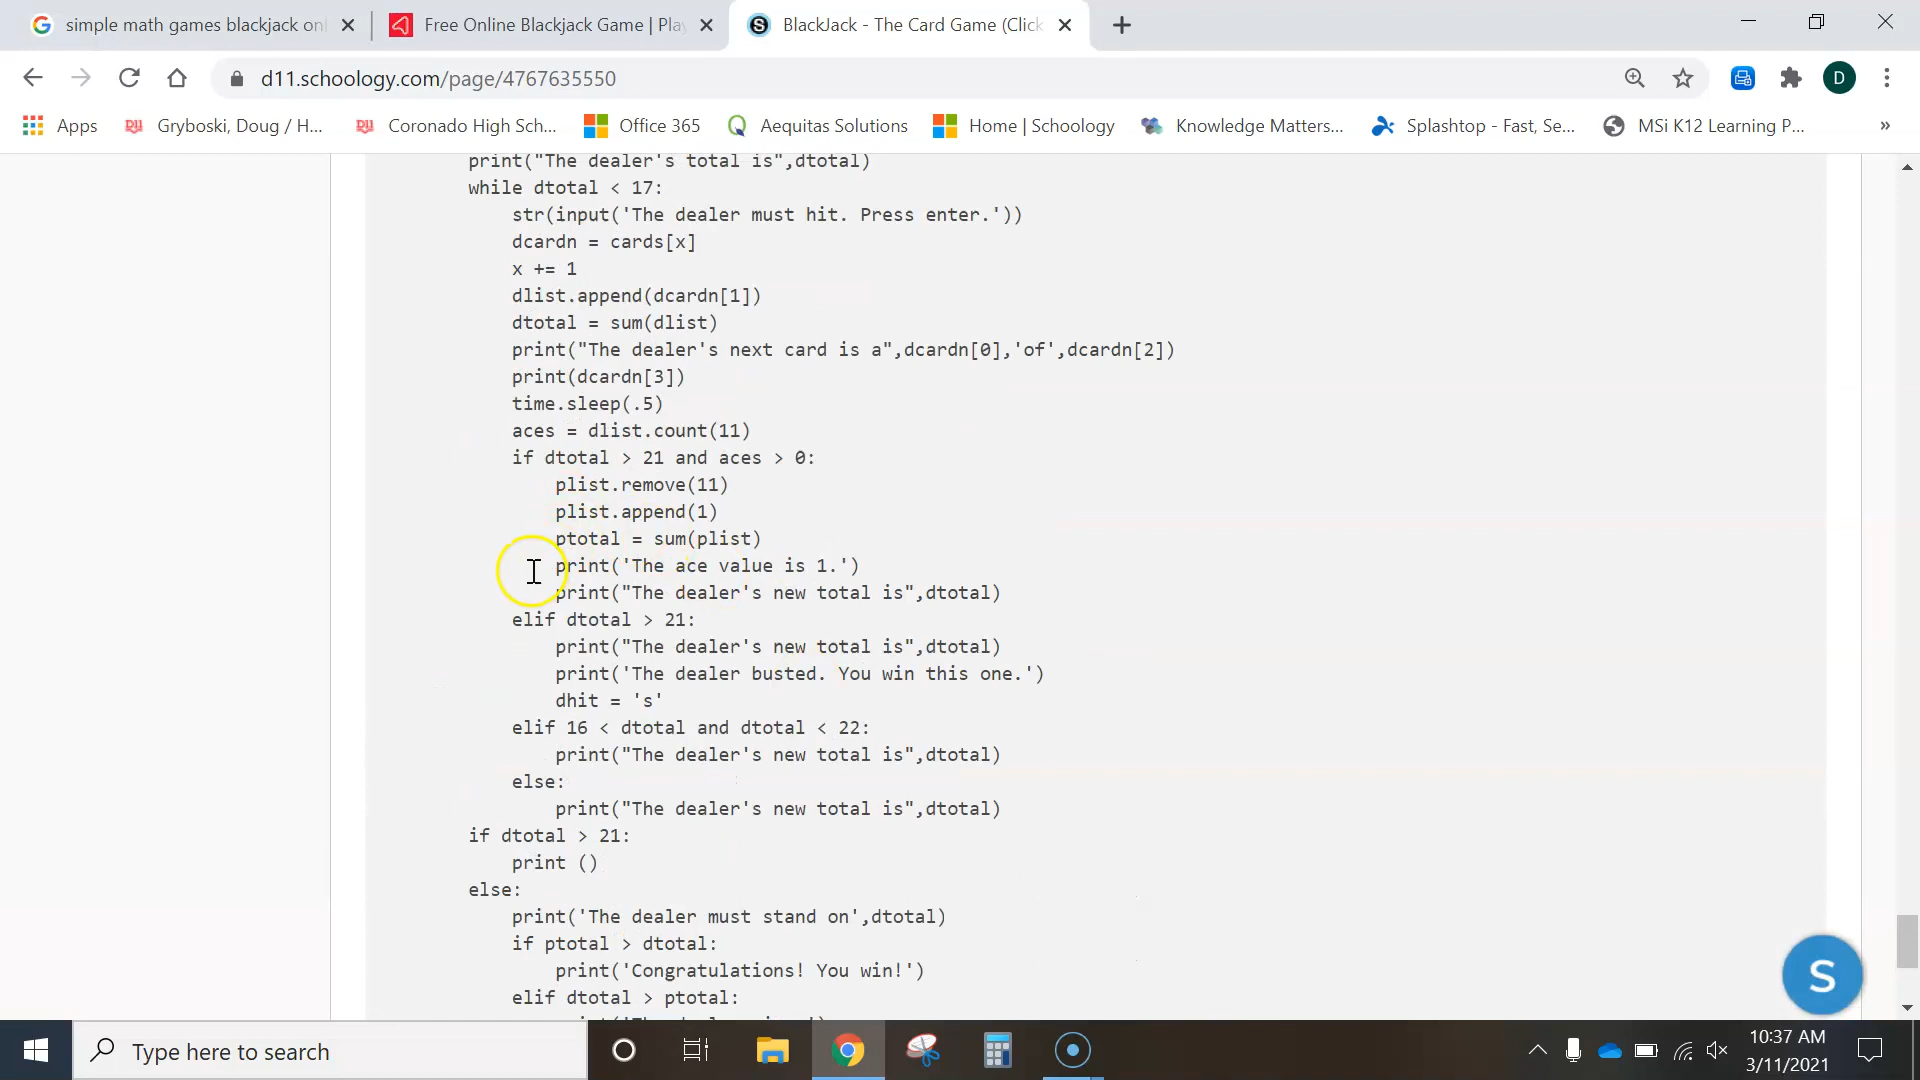 simple math games blackjack onl
Free Online Blackjack Game | Play
BlackJack - The Card Game (Click
d11.schoology.com/page/4767635550
D
Apps
D11
Gryboski, Doug / H...
D11
Coronado High Sch...
Office 365
Aequitas Solutions
Home | Schoology
Knowledge Matters...
Splashtop - Fast, Se...
MSi K12 Learning P...
»
print("The dealer's total is",dtotal)
while dtotal < 17:
str(input('The dealer must hit. Press enter.'))
dcardn = cards[x]
x += 1
dlist.append(dcardn[1])
dtotal = sum(dlist)
print("The dealer's next card is a",dcardn[0],'of',dcardn[2])
print(dcardn[3])
time.sleep(.5)
aces = dlist.count(11)
if dtotal > 21 and aces > 0:
plist.remove(11)
plist.append(1)
ptotal = sum(plist)
print('The ace value is 1.')
print("The dealer's new total is",dtotal)
elif dtotal > 21:
print("The dealer's new total is",dtotal)
print('The dealer busted. You win this one.')
dhit = 's'
elif 16 < dtotal and dtotal < 22:
print("The dealer's new total is",dtotal)
else:
print("The dealer's new total is",dtotal)
if dtotal > 21:
print ()
else:
print('The dealer must stand on',dtotal)
if ptotal > dtotal:
print('Congratulations! You win!')
elif dtotal > ptotal:
S
Type here to search
10:37 AM
3/11/2021